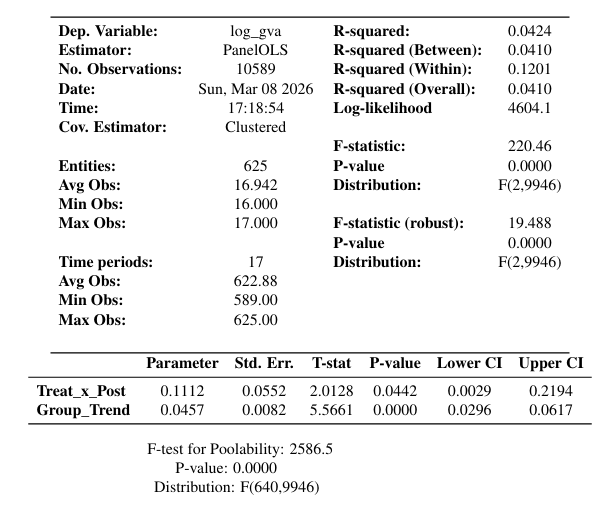 Dep. Variable: log_gva R-squared: 0.0424
Estimator: PanelOLS R-squared (Between): 0.0410
No. Observations: 10589 R-squared (Within): 0.1201
Date: Sun, Mar 08 2026 R-squared (Overall): 0.0410
Time: 17:18:54 Log-likelihood 4604.1
Cov. Estimator: Clustered
F-statistic: 220.46
Entities: 625 P-value 0.0000
Avg Obs: 16.942 Distribution: F(2,9946)
Min Obs: 16.000
Max Obs: 17.000 F-statistic (robust): 19.488
P-value 0.0000
Time periods: 17 Distribution: F(2,9946)
Avg Obs: 622.88
Min Obs: 589.00
Max Obs: 625.00
Parameter Std. Err. T-stat P-value Lower CI Upper CI
Treat_x_Post 0.1112 0.0552 2.0128 0.0442 0.0029 0.2194
Group_Trend 0.0457 0.0082 5.5661 0.0000 0.0296 0.0617
F-test for Poolability: 2586.5
P-value: 0.0000
Distribution: F(640,9946)